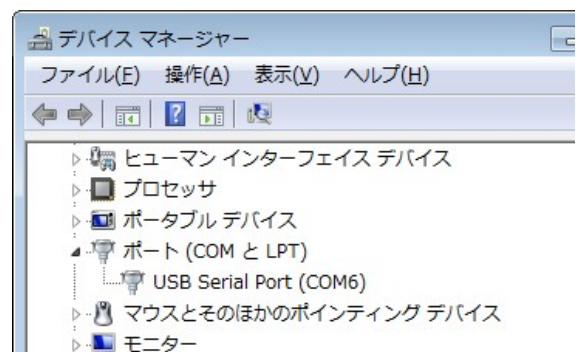 デバイス マネージャー
ファイル(F) 操作(A) 表示(V) ヘルプ(H)
ヒューマン インターフェイス デバイス
プロセッサ
ポータブル デバイス
ポート (COM と LPT)
USB Serial Port (COM6)
マウスとそのほかのポインティング デバイス
モニター